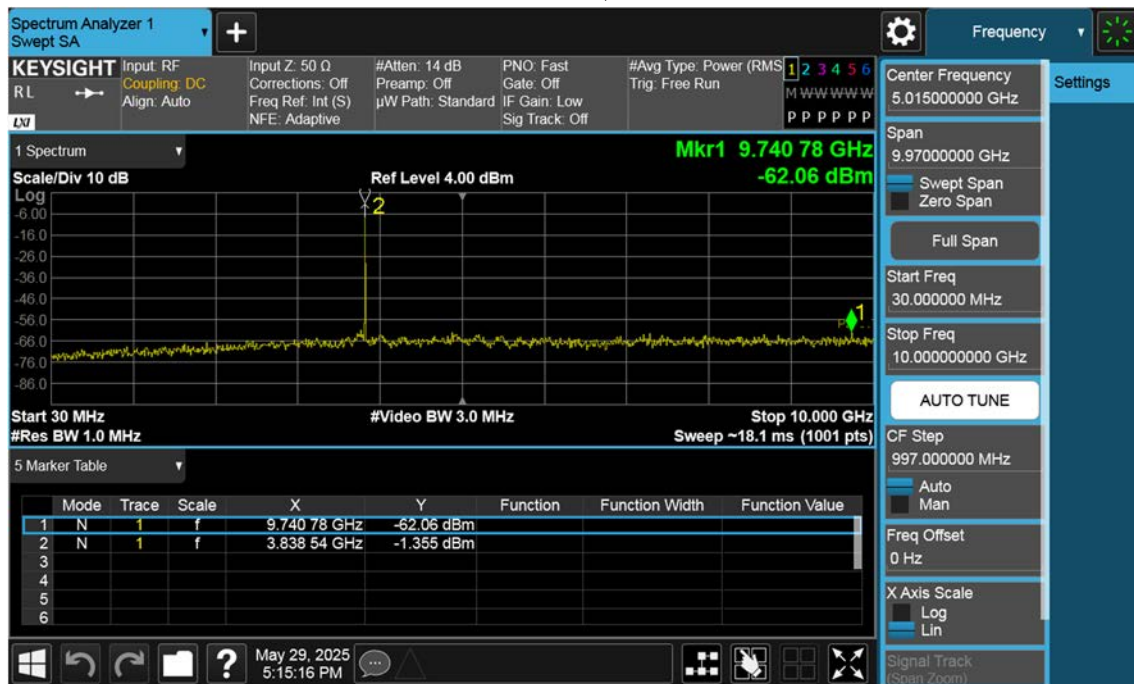 Spectrum Analyzer 1
Swept SA
+
Frequency
KEYSIGHT
RL
LXI
Input: RF
Coupling: DC
Align: Auto
Input Z: 50 Ω
Corrections: Off
Freq Ref: Int (S)
NFE: Adaptive
#Atten: 14 dB
Preamp: Off
µW Path: Standard
PNO: Fast
Gate: Off
IF Gain: Low
Sig Track: Off
#Avg Type: Power (RMS
Trig: Free Run
1 2 3 4 5 6
M W W W W W
P P P P P P
1 Spectrum
Scale/Div 10 dB
Ref Level 4.00 dBm
Mkr1 9.740 78 GHz
-62.06 dBm
Log
-6.00
-16.0
-26.0
-36.0
-46.0
-56.0
-66.0
-76.0
-86.0
2
1
Start 30 MHz
#Video BW 3.0 MHz
Stop 10.000 GHz
#Res BW 1.0 MHz
Sweep ~18.1 ms (1001 pts)
5 Marker Table
Mode Trace Scale X Y Function Function Width Function Value
1 N 1 f 9.740 78 GHz -62.06 dBm
2 N 1 f 3.838 54 GHz -1.355 dBm
3
4
5
6
?
May 29, 2025
5:15:16 PM
Center Frequency
5.015000000 GHz
Span
9.97000000 GHz
Swept Span
Zero Span
Full Span
Start Freq
30.000000 MHz
Stop Freq
10.000000000 GHz
AUTO TUNE
CF Step
997.000000 MHz
Auto
Man
Freq Offset
0 Hz
X Axis Scale
Log
Lin
Signal Track
(Span Zoom)
Settings